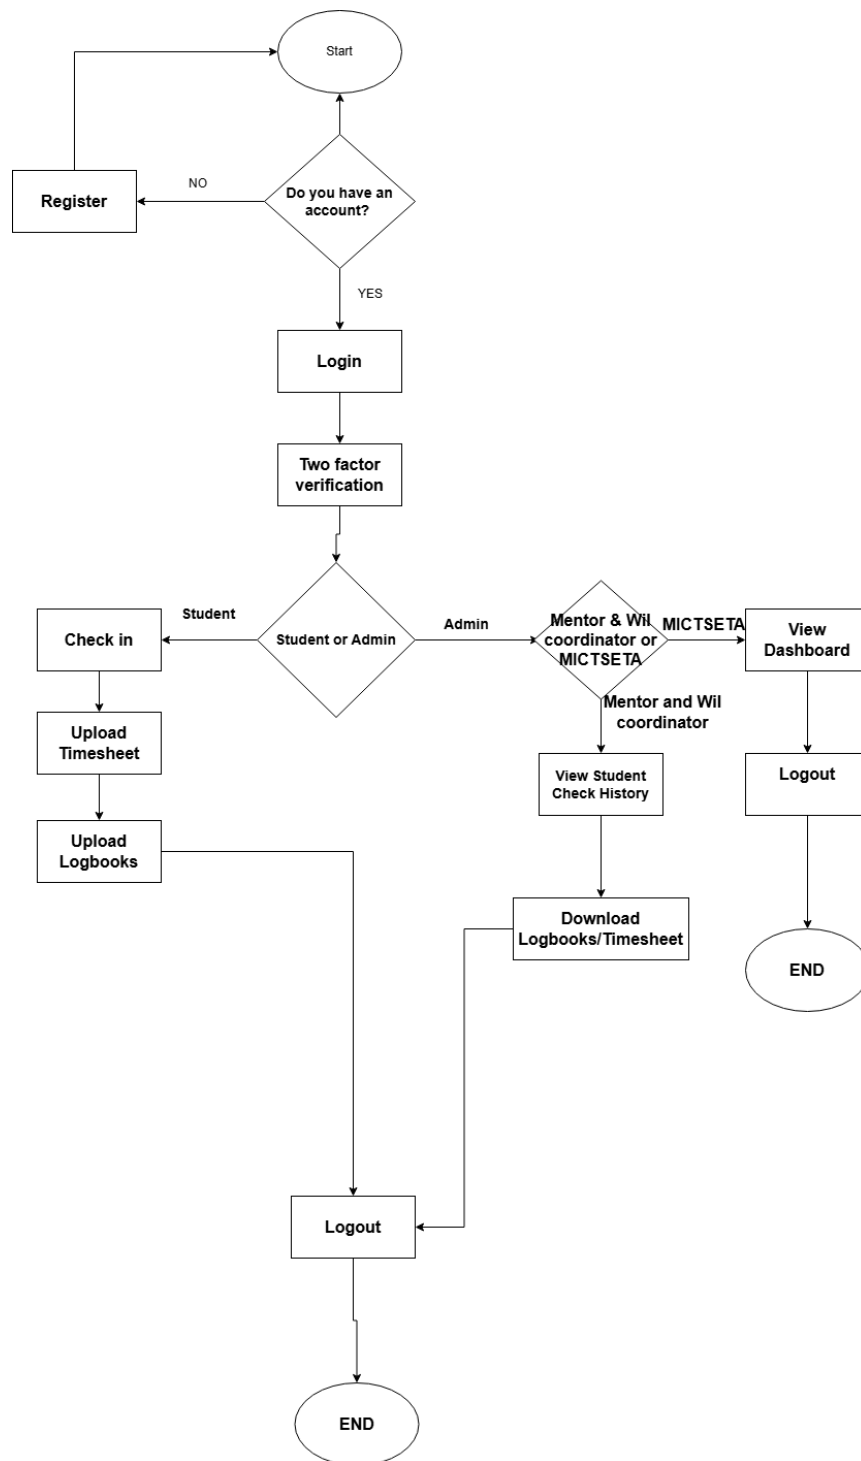 Start
Do you have an
account?
NO
Register
YES
Login
Two factor
verification
Student or Admin
Student
Admin
Check in
Upload
Timesheet
Upload
Logbooks
Mentor & Wil
coordinator or
MICTSETA
MICTSETA
View
Dashboard
Mentor and Wil
coordinator
View Student
Check History
Logout
Download
Logbooks/Timesheet
END
Logout
END